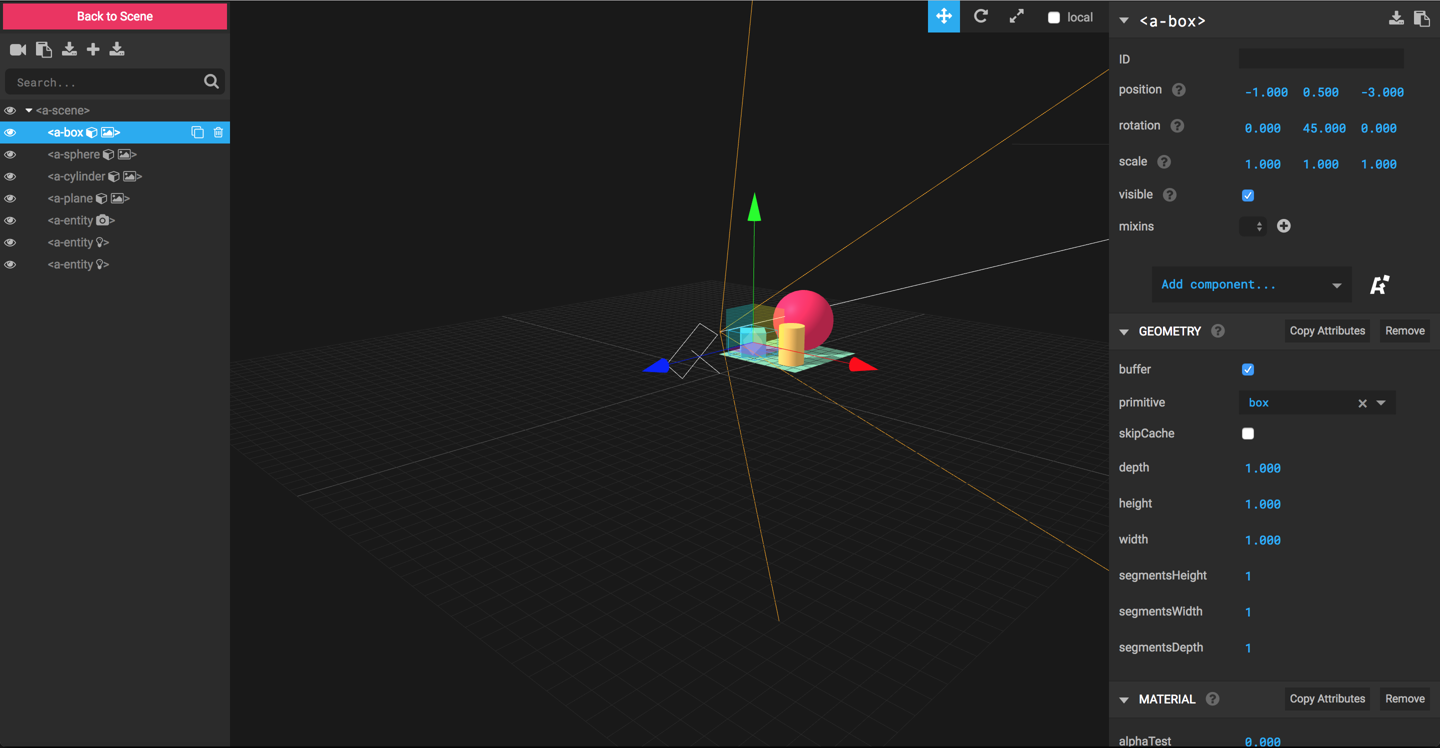 Back to Scene
Search...
<a-scene>
<a-box >
<a-sphere >
<a-cylinder >
<a-plane >
<a-entity >
<a-entity >
<a-entity >
local
<a-box>
ID
position ? -1.000 0.500 -3.000
rotation ? 0.000 45.000 0.000
scale ? 1.000 1.000 1.000
visible ?
mixins
Add component...
GEOMETRY ? Copy Attributes Remove
buffer
primitive box
skipCache
depth 1.000
height 1.000
width 1.000
segmentsHeight 1
segmentsWidth 1
segmentsDepth 1
MATERIAL ? Copy Attributes Remove
alphaTest 0.000